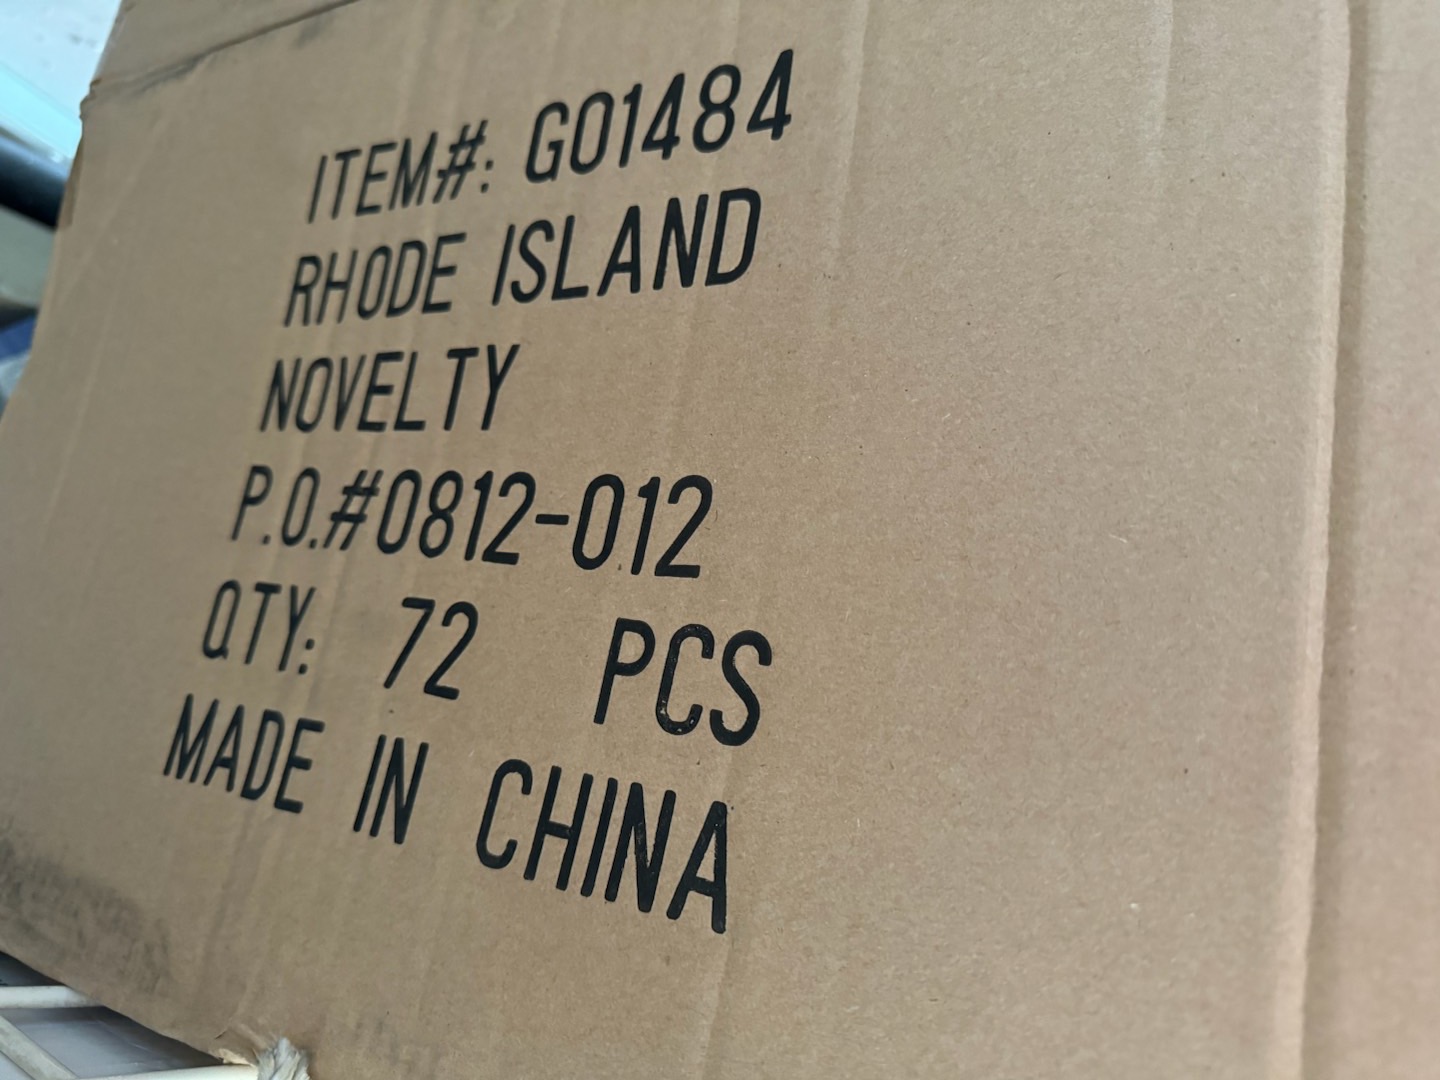 ITEM#: G01484
RHODE ISLAND
NOVELTY
P.O.#0812-012
QTY: 72 PCS
MADE IN CHINA